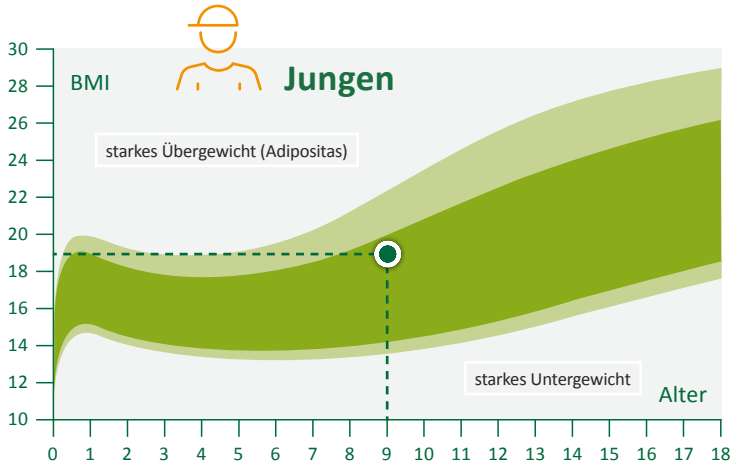 Jungen
BMI
30
28
26
24
22
20
18
16
14
12
10
starkes Übergewicht (Adipositas)
starkes Untergewicht
Alter
0 1 2 3 4 5 6 7 8 9 10 11 12 13 14 15 16 17 18